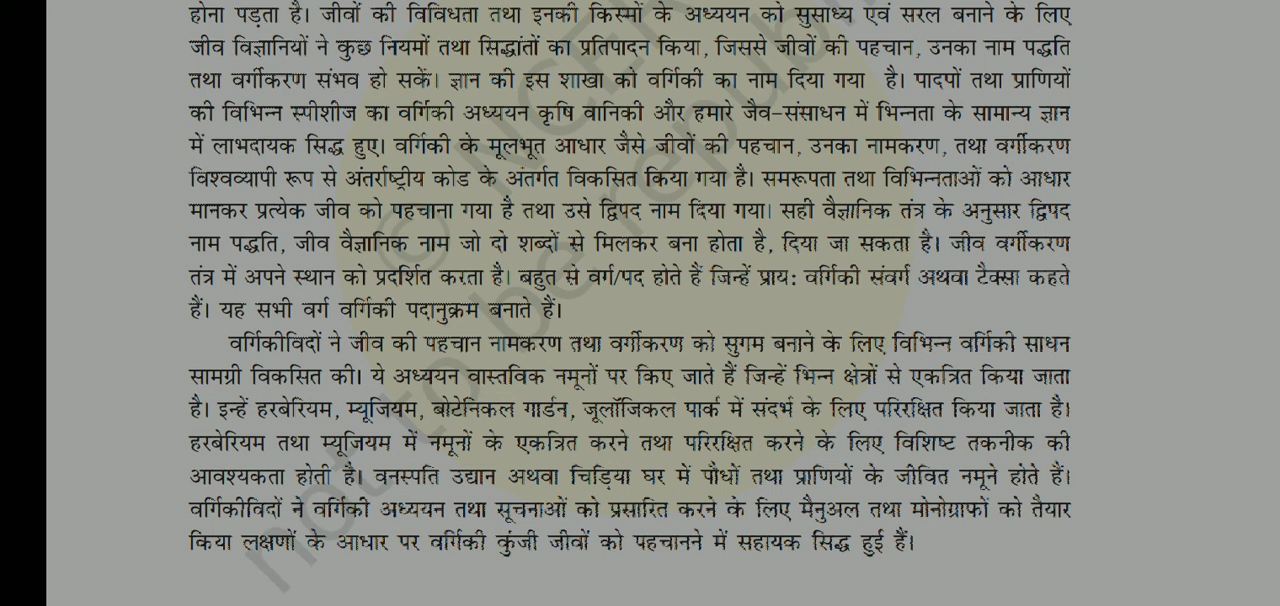 होना पड़ता है। जीवों की विविधता तथा इनकी किस्मों के अध्ययन को सुसाध्य एवं सरल बनाने के लिए
जीव विज्ञानियों ने कुछ नियमों तथा सिद्धांतों का प्रतिपादन किया, जिससे जीवों की पहचान, उनका नाम पद्धति
तथा वर्गीकरण संभव हो सकें। ज्ञान की इस शाखा को वर्गिकी का नाम दिया गया है। पादपों तथा प्राणियों
की विभिन्न स्पीशीज का वर्गिकी अध्ययन कृषि वानिकी और हमारे जैव-संसाधन में भिन्नता के सामान्य ज्ञान
में लाभदायक सिद्ध हुए। वर्गिकी के मूलभूत आधार जैसे जीवों की पहचान, उनका नामकरण, तथा वर्गीकरण
विश्वव्यापी रूप से अंतर्राष्ट्रीय कोड के अंतर्गत विकसित किया गया है। समरूपता तथा विभिन्नताओं को आधार
मानकर प्रत्येक जीव को पहचाना गया है तथा उसे द्विपद नाम दिया गया। सही वैज्ञानिक तंत्र के अनुसार द्विपद
नाम पद्धति, जीव वैज्ञानिक नाम जो दो शब्दों से मिलकर बना होता है, दिया जा सकता है। जीव वर्गीकरण
तंत्र में अपने स्थान को प्रदर्शित करता है। बहुत से वर्ग/पद होते हैं जिन्हें प्राय: वर्गिकी संवर्ग अथवा टैक्सा कहते
हैं। यह सभी वर्ग वर्गिकी पदानुक्रम बनाते हैं।
वर्गिकीविदों ने जीव की पहचान नामकरण तथा वर्गीकरण को सुगम बनाने के लिए विभिन्न वर्गिकी साधन
सामग्री विकसित की। ये अध्ययन वास्तविक नमूनों पर किए जाते हैं जिन्हें भिन्न क्षेत्रों से एकत्रित किया जाता
है। इन्हें हरबेरियम, म्यूजियम, बोटेनिकल गार्डन, जूलॉजिकल पार्क में संदर्भ के लिए परिरक्षित किया जाता है।
हरबेरियम तथा म्यूजियम में नमूनों के एकत्रित करने तथा परिरक्षित करने के लिए विशिष्ट तकनीक की
आवश्यकता होती है। वनस्पति उद्यान अथवा चिड़िया घर में पौधों तथा प्राणियों के जीवित नमूने होते हैं।
वर्गिकीविदों ने वर्गिकी अध्ययन तथा सूचनाओं को प्रसारित करने के लिए मैनुअल तथा मोनोग्राफों को तैयार
किया लक्षणों के आधार पर वर्गिकी कुंजी जीवों को पहचानने में सहायक सिद्ध हुई हैं।
© NCER
not to be republi